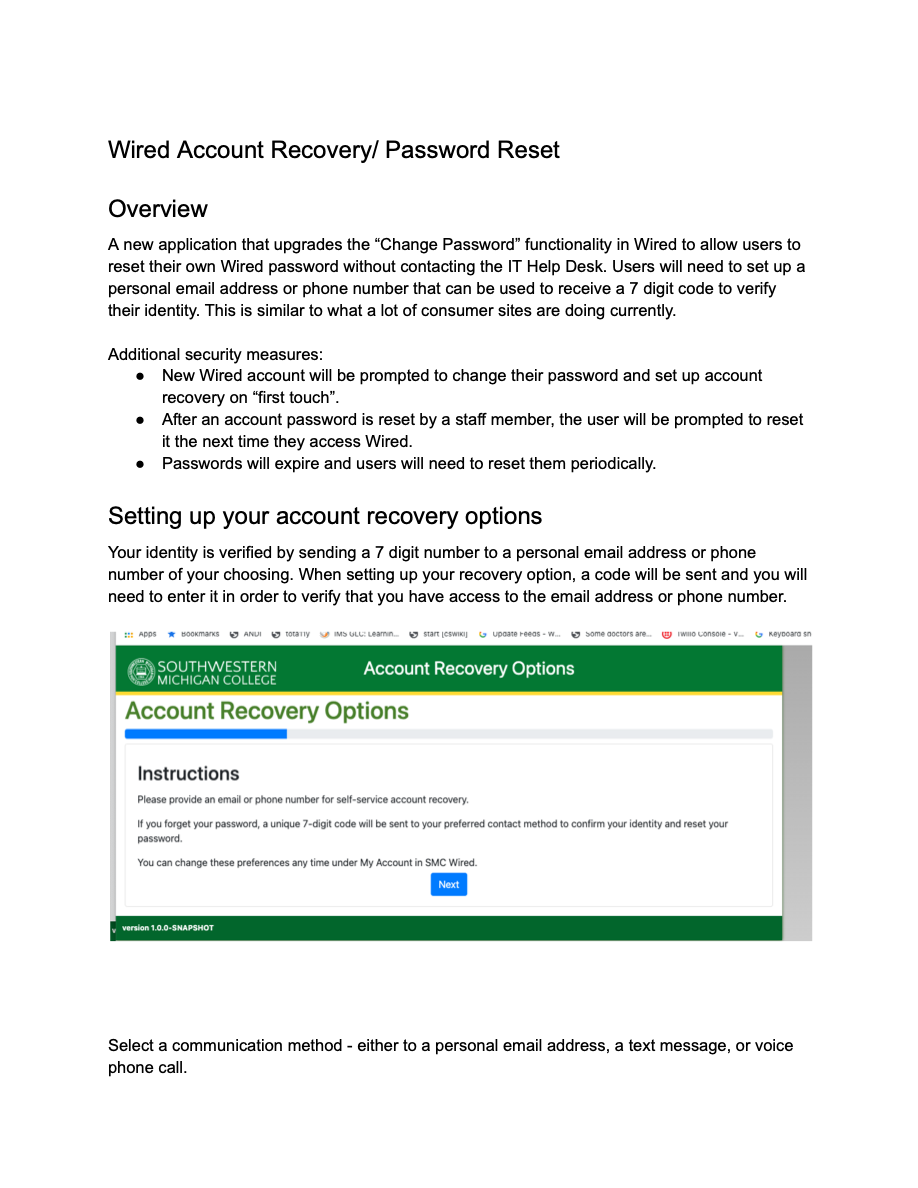 Wired Account Recovery/ Password Reset
Overview
A new application that upgrades the “Change Password” functionality in Wired to allow users to
reset their own Wired password without contacting the IT Help Desk. Users will need to set up a
personal email address or phone number that can be used to receive a 7 digit code to verify
their identity. This is similar to what a lot of consumer sites are doing currently.
Additional security measures:
● New Wired account will be prompted to change their password and set up account
recovery on “first touch”.
● After an account password is reset by a staff member, the user will be prompted to reset
it the next time they access Wired.
● Passwords will expire and users will need to reset them periodically.
Setting up your account recovery options
Your identity is verified by sending a 7 digit number to a personal email address or phone
number of your choosing. When setting up your recovery option, a code will be sent and you will
need to enter it in order to verify that you have access to the email address or phone number.
Apps Bookmarks ANDI tota11y IMS GLC: Learnin... start [cswiki] Update Feeds - W... Some doctors are... Twilio Console - V... Keyboard sh
SOUTHWESTERN
MICHIGAN COLLEGE
Account Recovery Options
Account Recovery Options
Instructions
Please provide an email or phone number for self-service account recovery.
If you forget your password, a unique 7-digit code will be sent to your preferred contact method to confirm your identity and reset your
password.
You can change these preferences any time under My Account in SMC Wired.
Next
version 1.0.0-SNAPSHOT
Select a communication method - either to a personal email address, a text message, or voice
phone call.